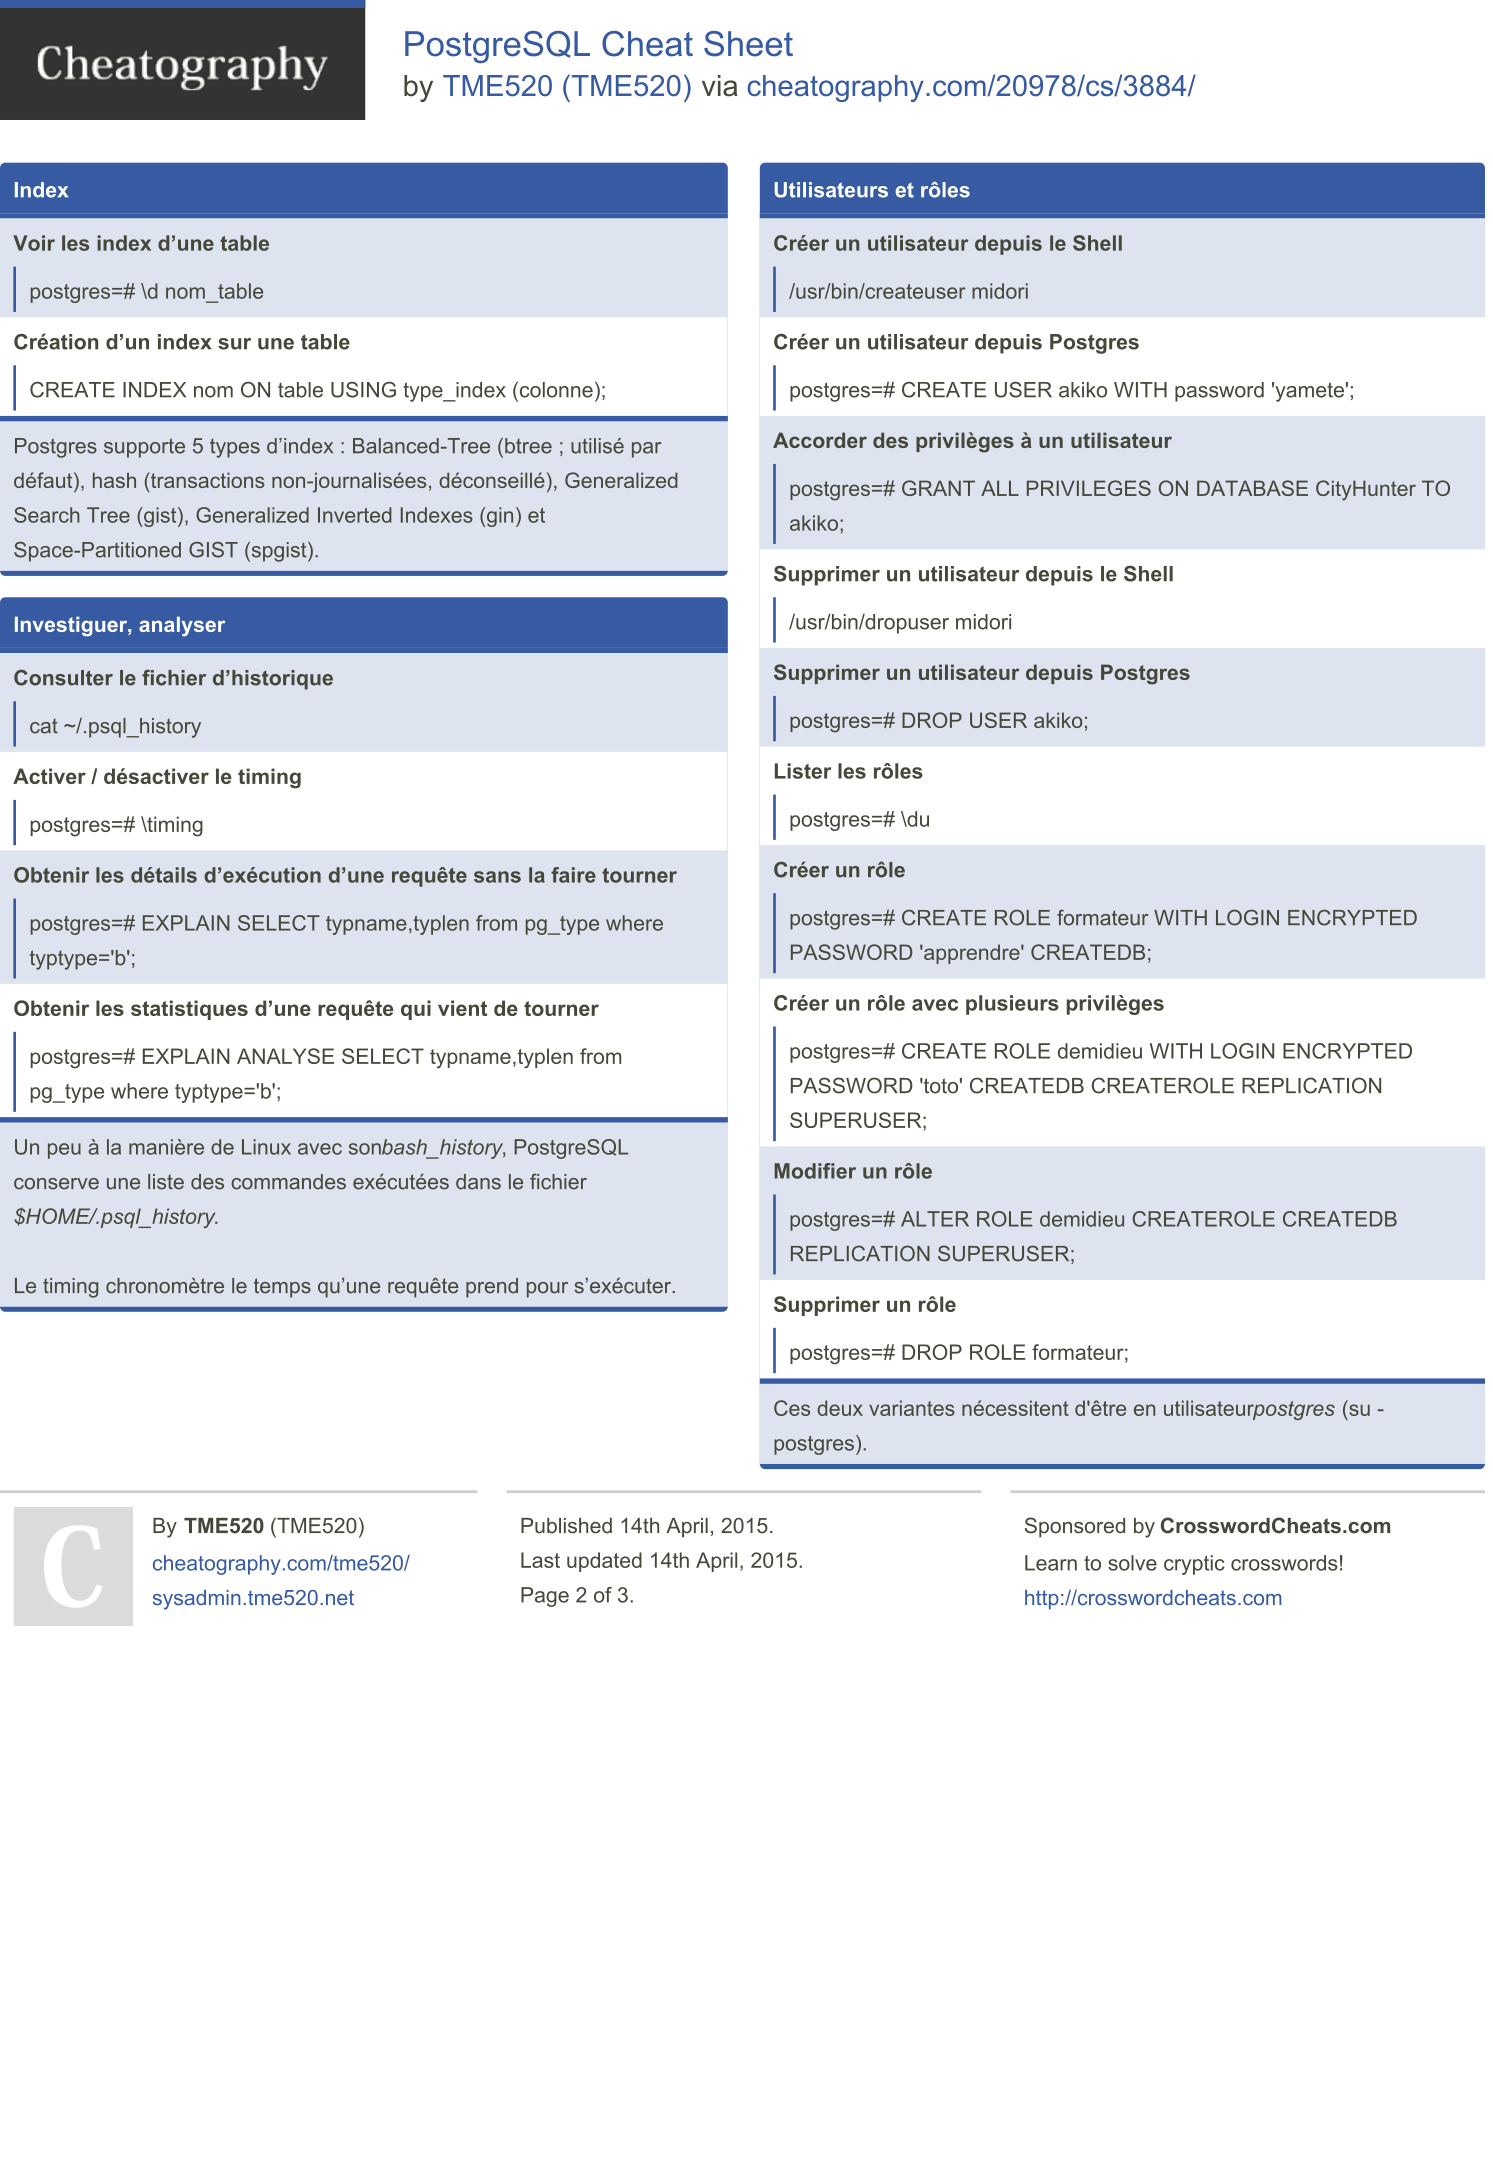 Cheatography
PostgreSQL Cheat Sheet
by TME520 (TME520) via cheatography.com/20978/cs/3884/
Index
Voir les index d’une table
postgres=# \d nom_table
Création d’un index sur une table
CREATE INDEX nom ON table USING type_index (colonne);
Postgres supporte 5 types d’index : Balanced-Tree (btree ; utilisé par
défaut), hash (transactions non-journalisées, déconseillé), Generalized
Search Tree (gist), Generalized Inverted Indexes (gin) et
Space-Partitioned GIST (spgist).
Investiguer, analyser
Consulter le fichier d’historique
cat ~/.psql_history
Activer / désactiver le timing
postgres=# \timing
Obtenir les détails d’exécution d’une requête sans la faire tourner
postgres=# EXPLAIN SELECT typname,typlen from pg_type where
typtype='b';
Obtenir les statistiques d’une requête qui vient de tourner
postgres=# EXPLAIN ANALYSE SELECT typname,typlen from
pg_type where typtype='b';
Un peu à la manière de Linux avec sonbash_history, PostgreSQL
conserve une liste des commandes exécutées dans le fichier
$HOME/.psql_history.
Le timing chronomètre le temps qu’une requête prend pour s’exécuter.
Utilisateurs et rôles
Créer un utilisateur depuis le Shell
/usr/bin/createuser midori
Créer un utilisateur depuis Postgres
postgres=# CREATE USER akiko WITH password 'yamete';
Accorder des privilèges à un utilisateur
postgres=# GRANT ALL PRIVILEGES ON DATABASE CityHunter TO
akiko;
Supprimer un utilisateur depuis le Shell
/usr/bin/dropuser midori
Supprimer un utilisateur depuis Postgres
postgres=# DROP USER akiko;
Lister les rôles
postgres=# \du
Créer un rôle
postgres=# CREATE ROLE formateur WITH LOGIN ENCRYPTED
PASSWORD 'apprendre' CREATEDB;
Créer un rôle avec plusieurs privilèges
postgres=# CREATE ROLE demidieu WITH LOGIN ENCRYPTED
PASSWORD 'toto' CREATEDB CREATEROLE REPLICATION
SUPERUSER;
Modifier un rôle
postgres=# ALTER ROLE demidieu CREATEROLE CREATEDB
REPLICATION SUPERUSER;
Supprimer un rôle
postgres=# DROP ROLE formateur;
Ces deux variantes nécessitent d'être en utilisateurpostgres (su -
postgres).
C
By TME520 (TME520)
cheatography.com/tme520/
sysadmin.tme520.net
Published 14th April, 2015.
Last updated 14th April, 2015.
Page 2 of 3.
Sponsored by CrosswordCheats.com
Learn to solve cryptic crosswords!
http://crosswordcheats.com